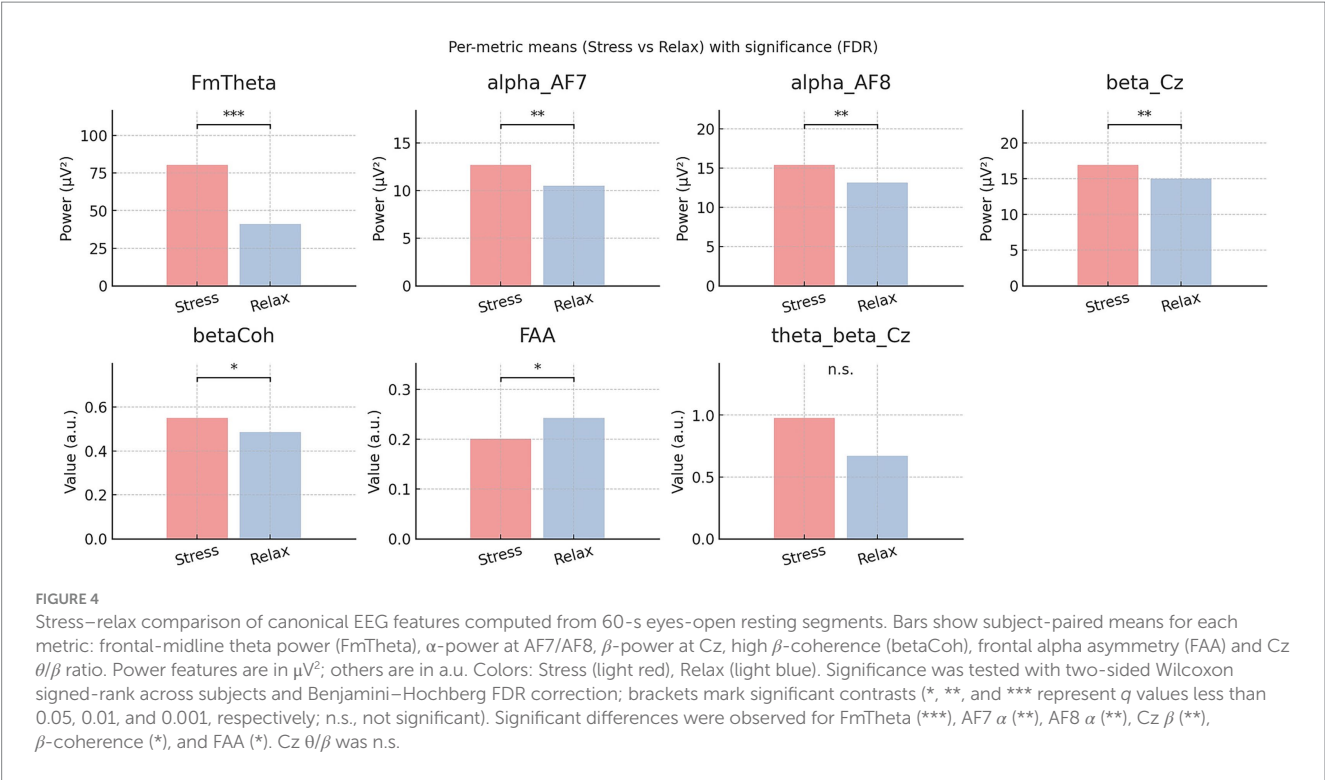 Per-metric means (Stress vs Relax) with significance (FDR)
FmTheta
Power (µV²)
100
75
50
25
0
***
Stress
Relax
alpha_AF7
Power (µV²)
15
10
5
0
**
Stress
Relax
alpha_AF8
Power (µV²)
20
15
10
5
0
**
Stress
Relax
beta_Cz
Power (µV²)
20
15
10
5
0
**
Stress
Relax
betaCoh
Value (a.u.)
0.6
0.4
0.2
0.0
*
Stress
Relax
FAA
Value (a.u.)
0.3
0.2
0.1
0.0
*
Stress
Relax
theta_beta_Cz
Value (a.u.)
1.0
0.5
0.0
n.s.
Stress
Relax
FIGURE 4
Stress–relax comparison of canonical EEG features computed from 60-s eyes-open resting segments. Bars show subject-paired means for each
metric: frontal-midline theta power (FmTheta), α-power at AF7/AF8, β-power at Cz, high β-coherence (betaCoh), frontal alpha asymmetry (FAA) and Cz
θ/β ratio. Power features are in μV²; others are in a.u. Colors: Stress (light red), Relax (light blue). Significance was tested with two-sided Wilcoxon
signed-rank across subjects and Benjamini–Hochberg FDR correction; brackets mark significant contrasts (*, **, and *** represent q values less than
0.05, 0.01, and 0.001, respectively; n.s., not significant). Significant differences were observed for FmTheta (***), AF7 α (**), AF8 α (**), Cz β (**),
β-coherence (*), and FAA (*). Cz θ/β was n.s.